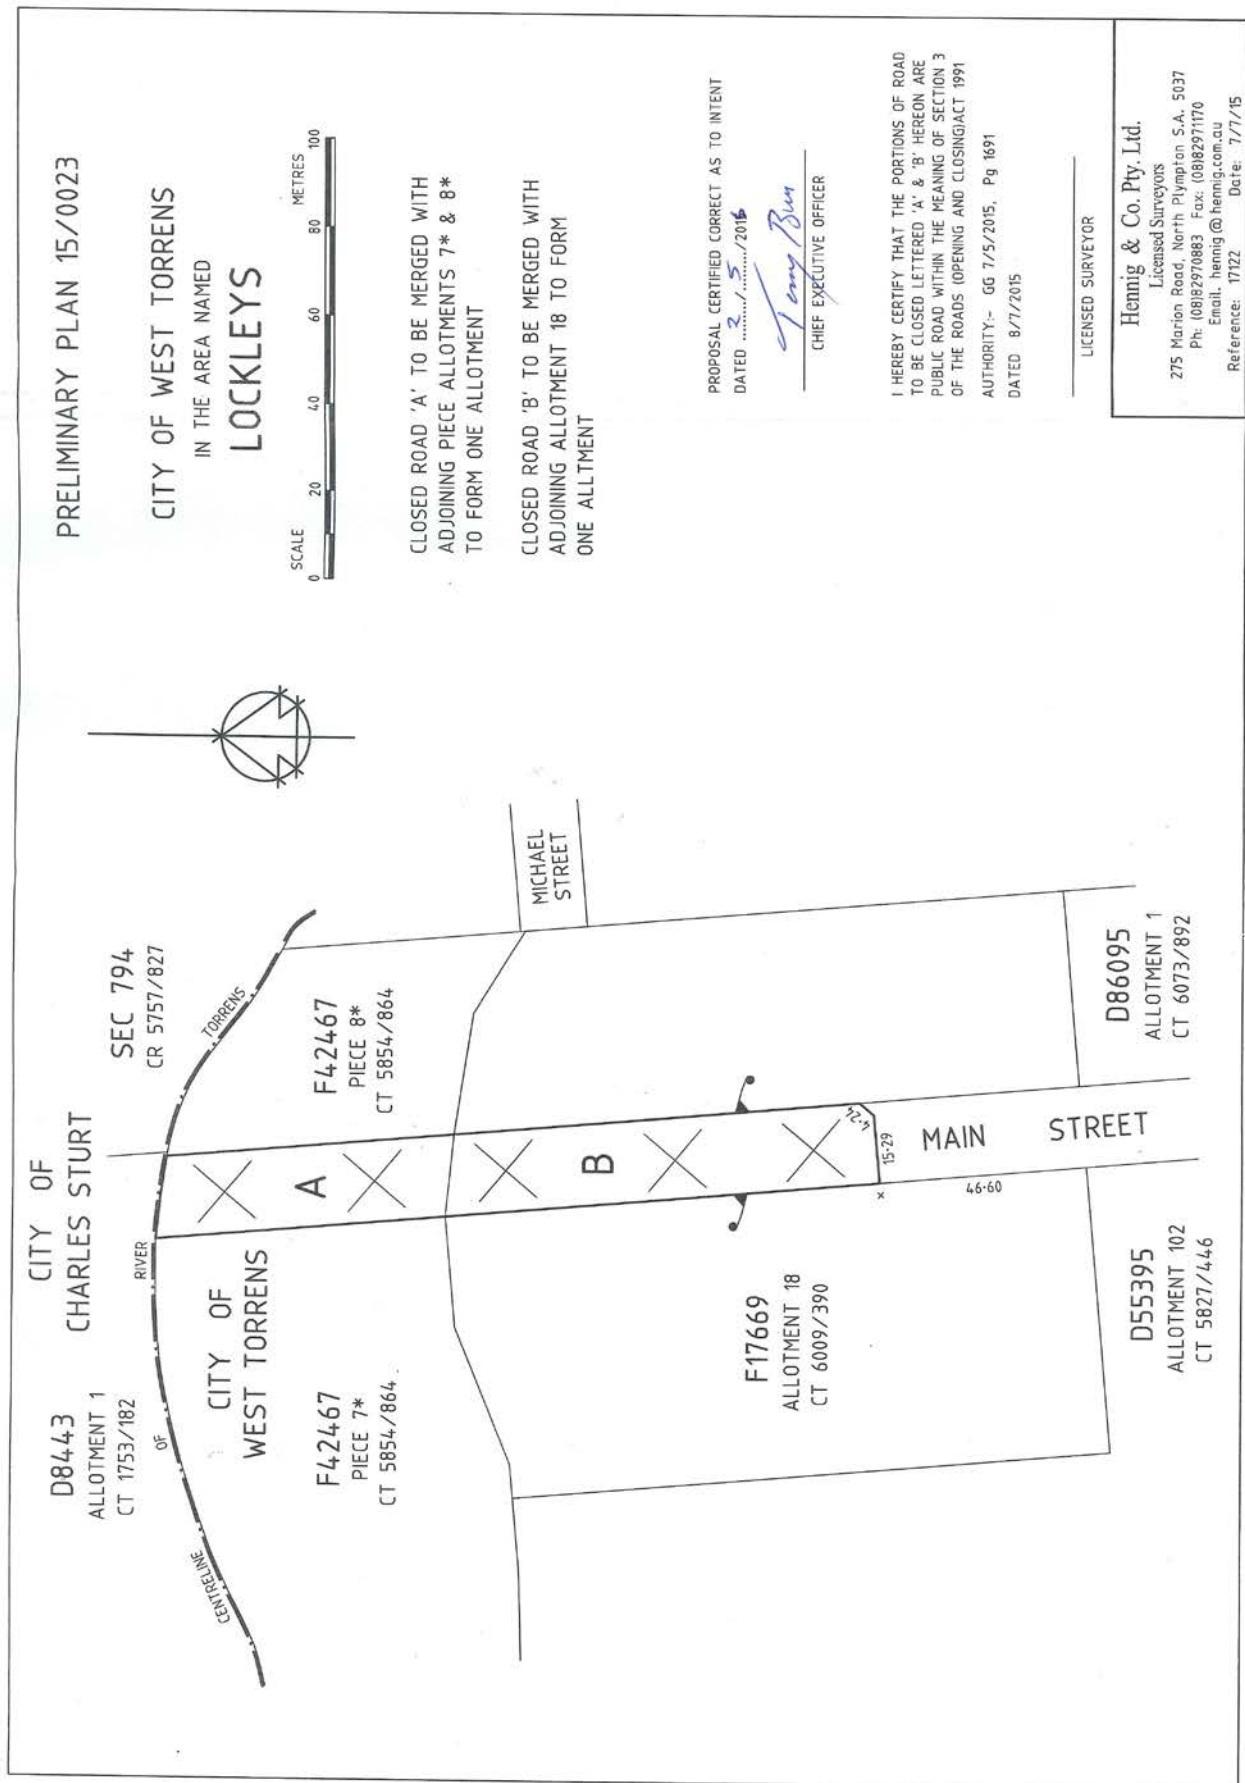 PRELIMINARY PLAN 15/0023
CITY OF WEST TORRENS
IN THE AREA NAMED
LOCKLEYS
SCALE METRES
0 20 40 60 80 100
CLOSED ROAD 'A' TO BE MERGED WITH
ADJOINING PIECE ALLOTMENTS 7* & 8*
TO FORM ONE ALLOTMENT
CLOSED ROAD 'B' TO BE MERGED WITH
ADJOINING ALLOTMENT 18 TO FORM
ONE ALLTMENT
PROPOSAL CERTIFIED CORRECT AS TO INTENT
DATED 2/5/2016
CHIEF EXECUTIVE OFFICER
I HEREBY CERTIFY THAT THE PORTIONS OF ROAD
TO BE CLOSED LETTERED 'A' & 'B' HEREON ARE
PUBLIC ROAD WITHIN THE MEANING OF SECTION 3
OF THE ROADS (OPENING AND CLOSING)ACT 1991
AUTHORITY:- GG 7/5/2015, Pg 1691
DATED 8/7/2015
LICENSED SURVEYOR
Hennig & Co. Pty. Ltd.
Licensed Surveyors
275 Marion Road, North Plympton S.A. 5037
Ph: (08)82970883 Fax: (08)82971170
Email. hennig@hennig.com.au
Reference: 17122 Date: 7/7/15
CITY OF
CHARLES STURT
D8443
ALLOTMENT 1
CT 1753/182
SEC 794
CR 5757/827
CENTRELINE OF RIVER TORRENS
CITY OF
WEST TORRENS
F42467
PIECE 7*
CT 5854/864
A
F42467
PIECE 8*
CT 5854/864
MICHAEL
STREET
B
F17669
ALLOTMENT 18
CT 6009/390
4·24
15·29
x
46·60
MAIN STREET
D55395
ALLOTMENT 102
CT 5827/446
D86095
ALLOTMENT 1
CT 6073/892